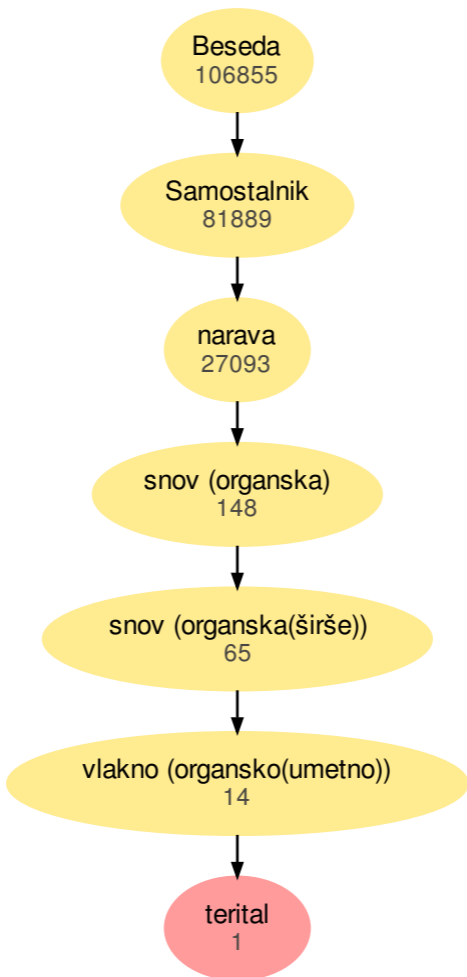 Beseda
106855
Samostalnik
81889
narava
27093
snov (organska)
148
snov (organska(širše))
65
vlakno (organsko(umetno))
14
terital
1